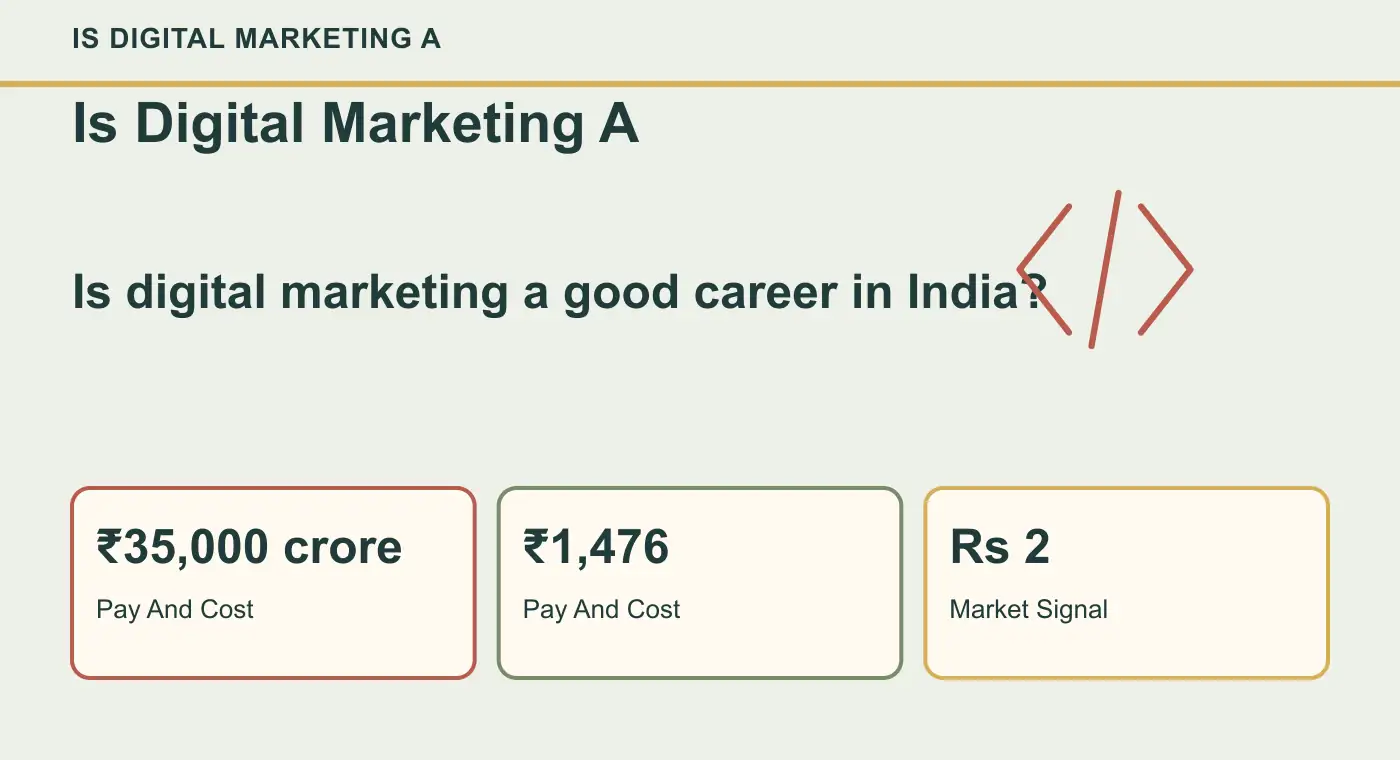 IS DIGITAL MARKETING A
Is Digital Marketing A
Is digital marketing a good career in India?
₹35,000 crore
Pay And Cost
₹1,476
Pay And Cost
Rs 2
Market Signal